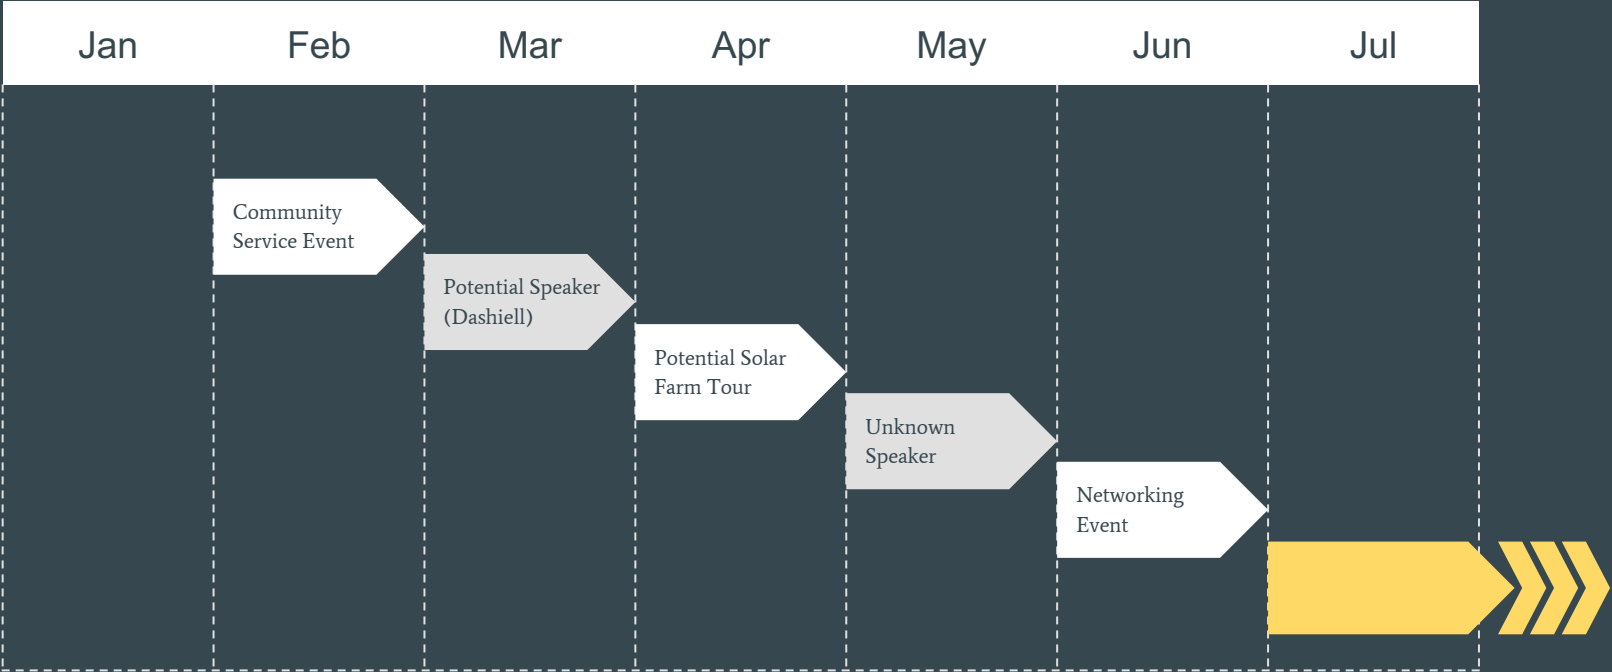 Jan Feb Mar Apr May Jun Jul
Community
Service Event
Potential Speaker
(Dashiell)
Potential Solar
Farm Tour
Unknown
Speaker
Networking
Event